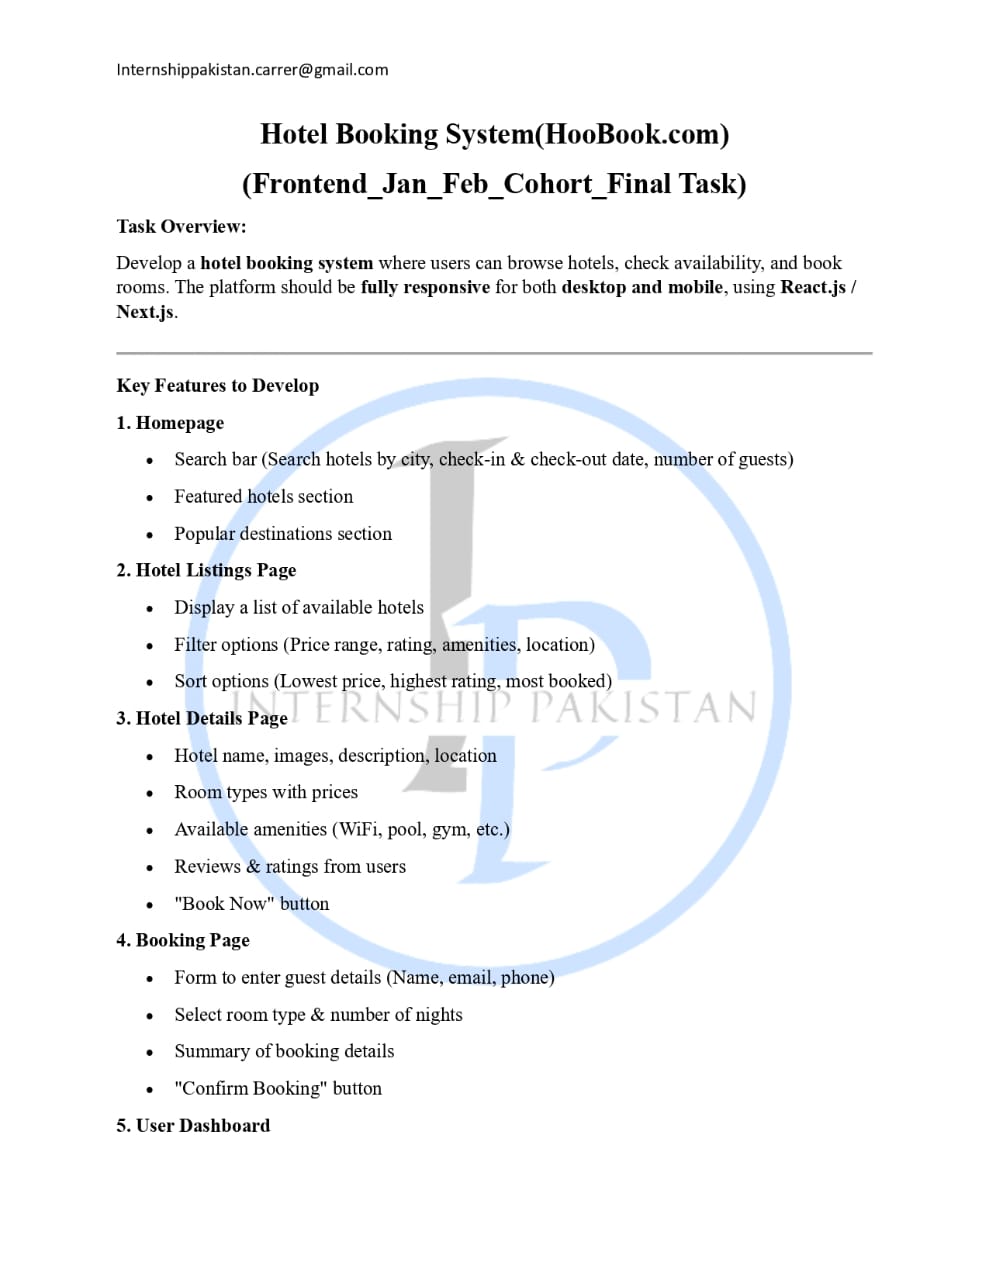 Internshippakistan.carrer@gmail.com
Hotel Booking System(HooBook.com)
(Frontend_Jan_Feb_Cohort_Final Task)
Task Overview:
Develop a hotel booking system where users can browse hotels, check availability, and book
rooms. The platform should be fully responsive for both desktop and mobile, using React.js /
Next.js.
Key Features to Develop
1. Homepage
• Search bar (Search hotels by city, check-in & check-out date, number of guests)
• Featured hotels section
• Popular destinations section
2. Hotel Listings Page
• Display a list of available hotels
• Filter options (Price range, rating, amenities, location)
• Sort options (Lowest price, highest rating, most booked)
INTERNSHIP PAKISTAN
3. Hotel Details Page
• Hotel name, images, description, location
• Room types with prices
• Available amenities (WiFi, pool, gym, etc.)
• Reviews & ratings from users
• "Book Now" button
4. Booking Page
• Form to enter guest details (Name, email, phone)
• Select room type & number of nights
• Summary of booking details
• "Confirm Booking" button
5. User Dashboard